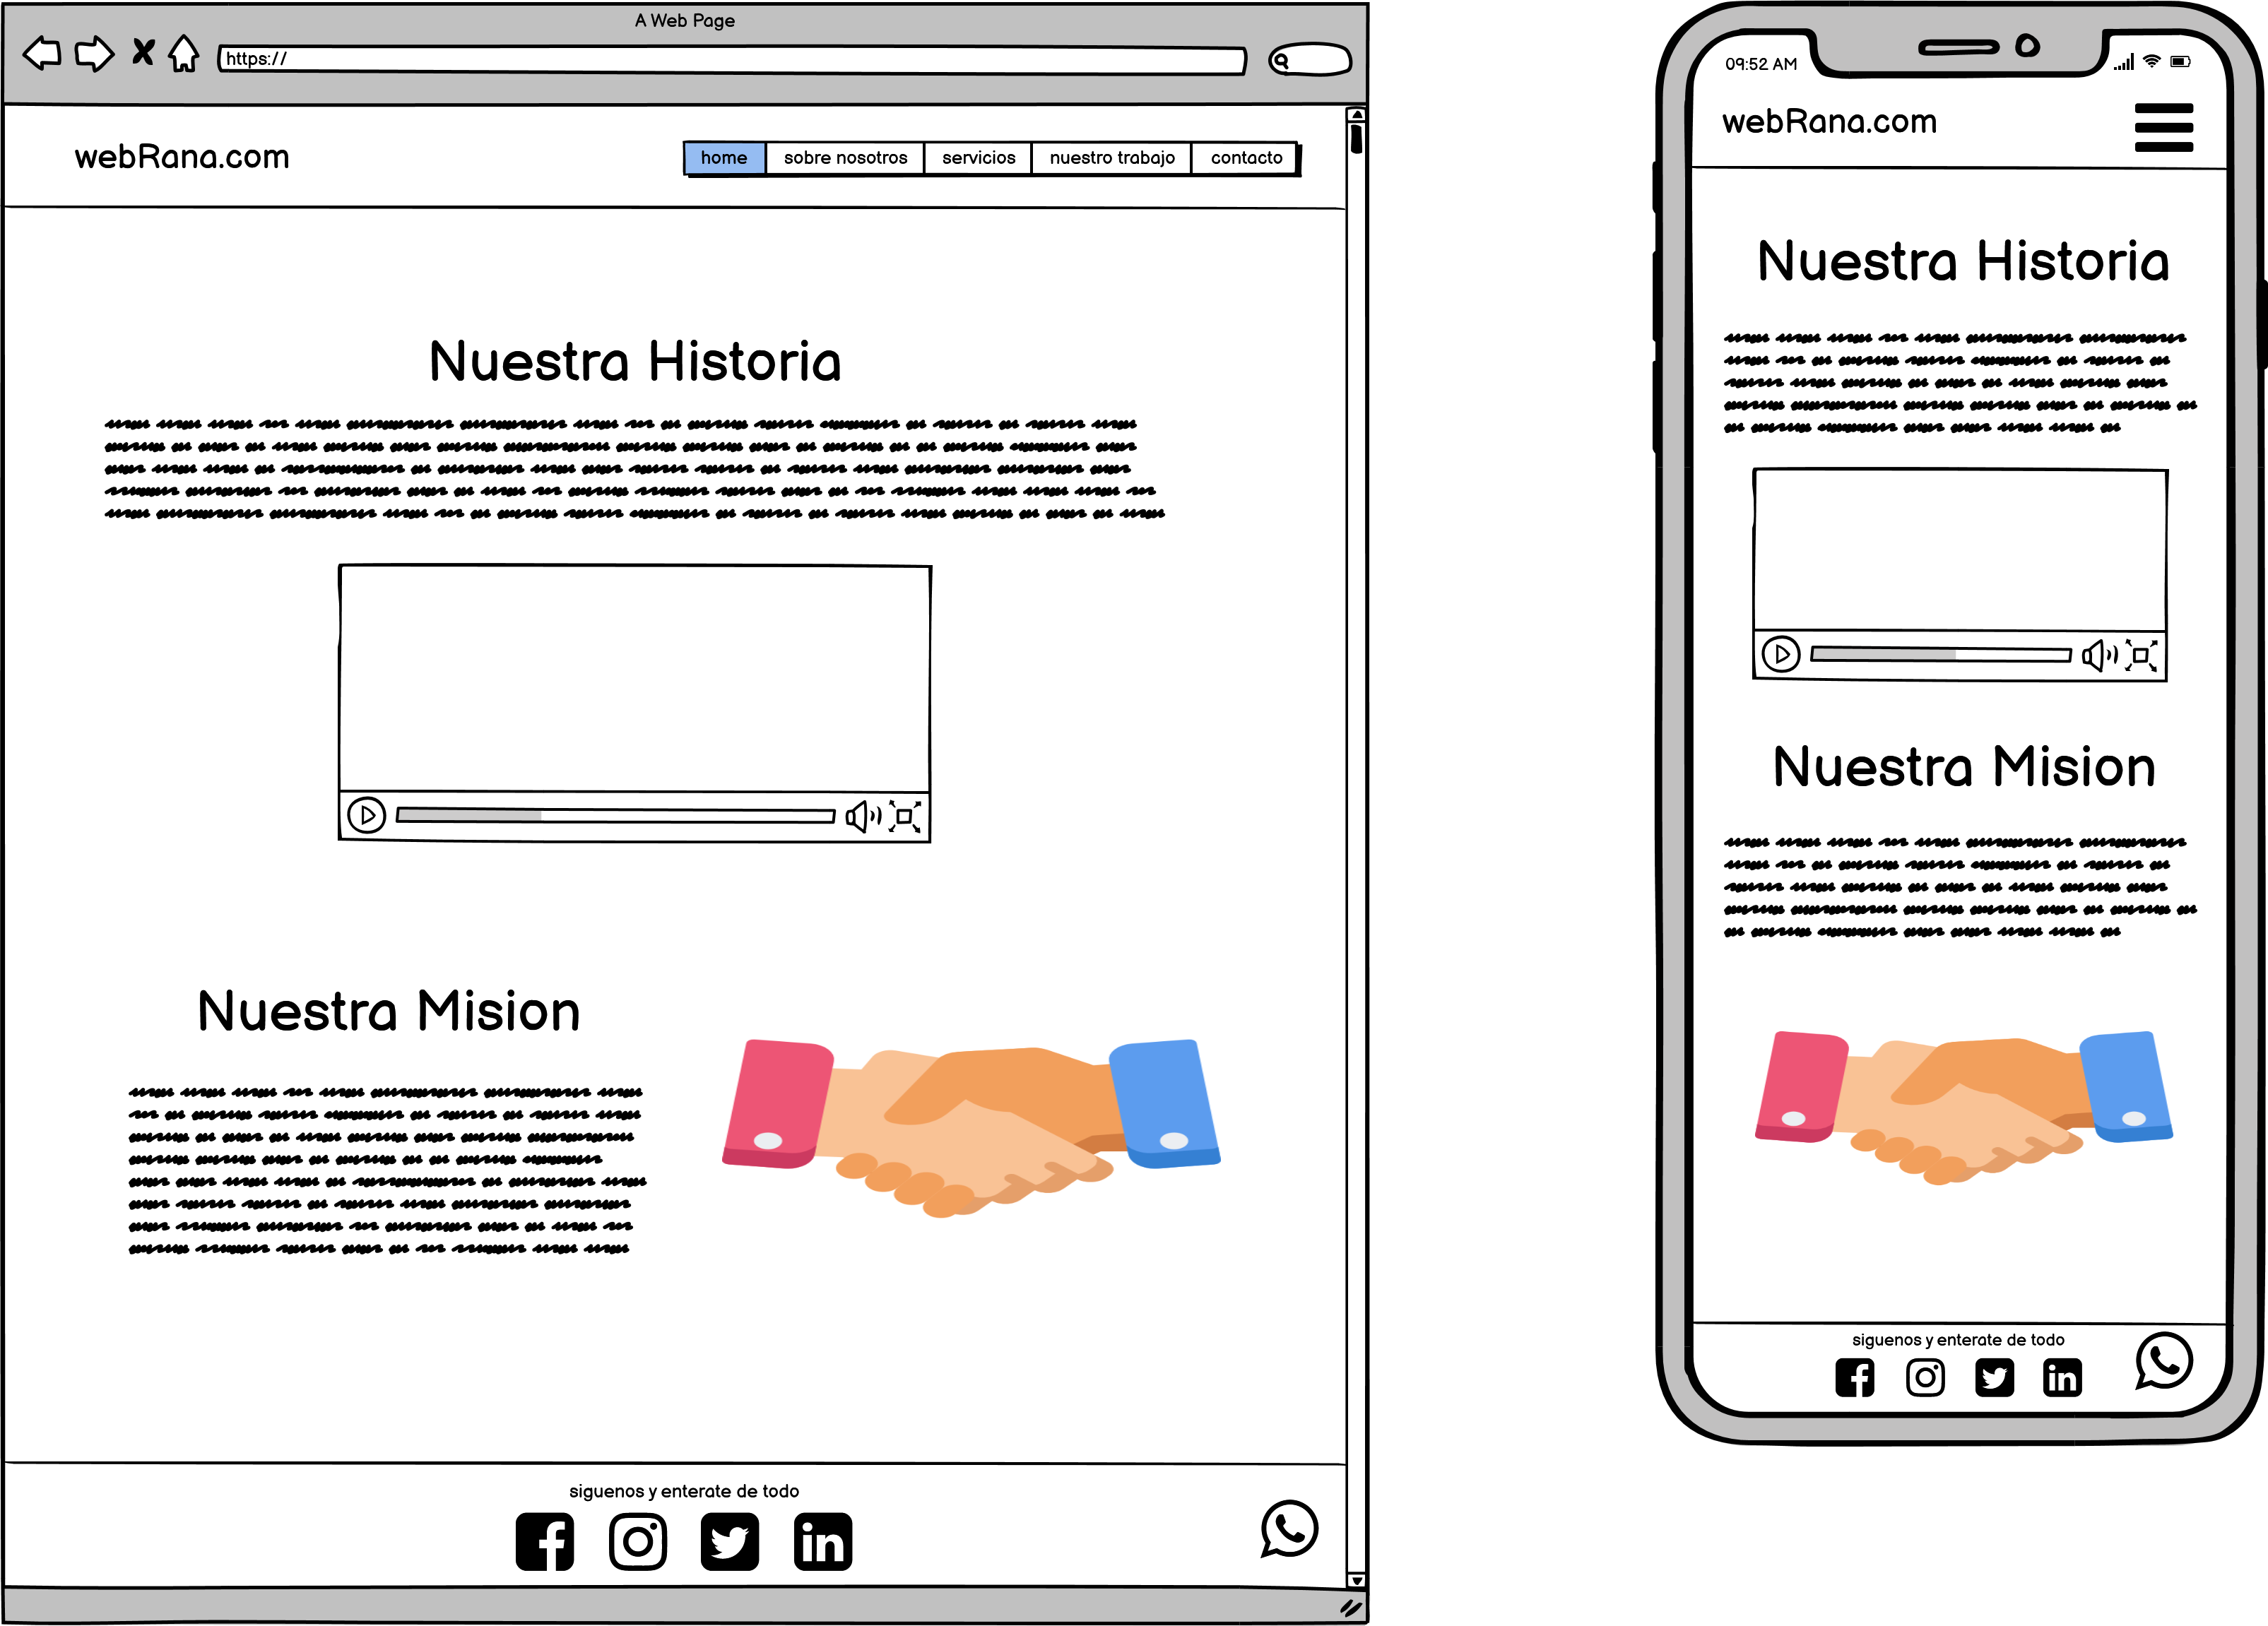 A Web Page
https://
webRana.com
home sobre nosotros servicios nuestro trabajo contacto
Nuestra Historia
Nuestra Mision
siguenos y enterate de todo
09:52 AM
webRana.com
Nuestra Historia
Nuestra Mision
siguenos y enterate de todo